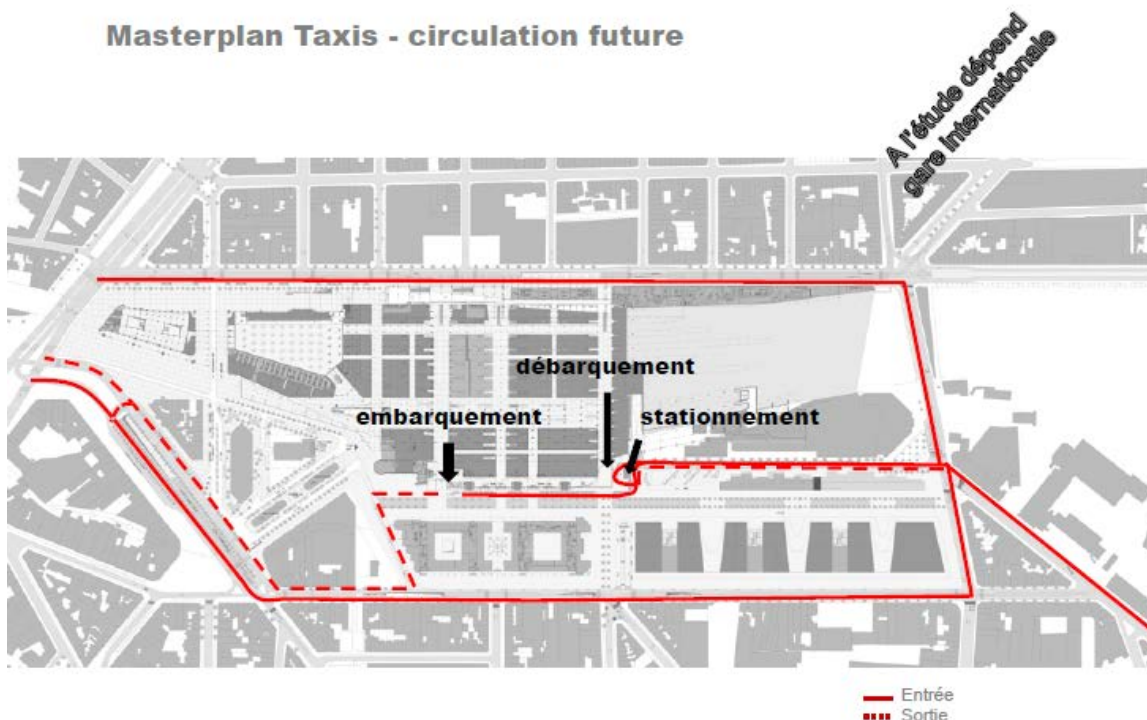 Masterplan Taxis - circulation future
A l'étude dépend
gare Internationale
débarquement
embarquement
stationnement
Entrée
Sortie